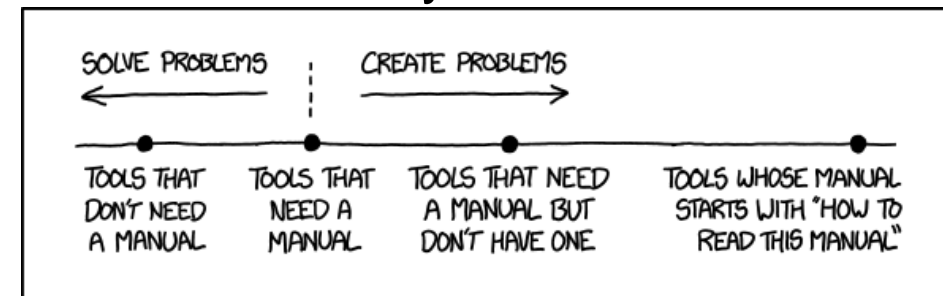 SOLVE PROBLEMS
CREATE PROBLEMS
TOOLS THAT
DON'T NEED
A MANUAL
TOOLS THAT
NEED A
MANUAL
TOOLS THAT NEED
A MANUAL BUT
DON'T HAVE ONE
TOOLS WHOSE MANUAL
STARTS WITH "HOW TO
READ THIS MANUAL"